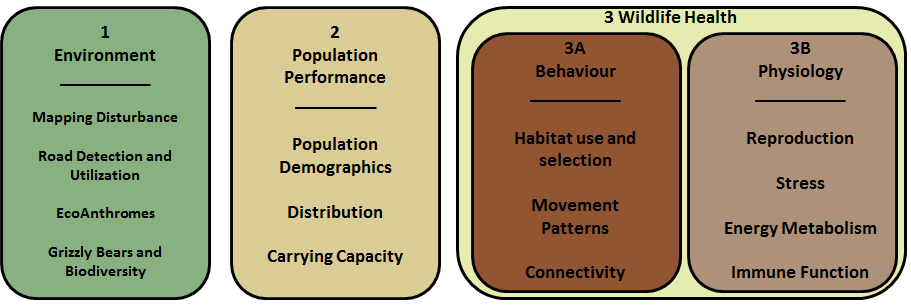 1
Environment
Mapping Disturbance
Road Detection and
Utilization
EcoAnthromes
Grizzly Bears and
Biodiversity
2
Population
Performance
Population
Demographics
Distribution
Carrying Capacity
3 Wildlife Health
3A
Behaviour
Habitat use and
selection
Movement
Patterns
Connectivity
3B
Physiology
Reproduction
Stress
Energy Metabolism
Immune Function